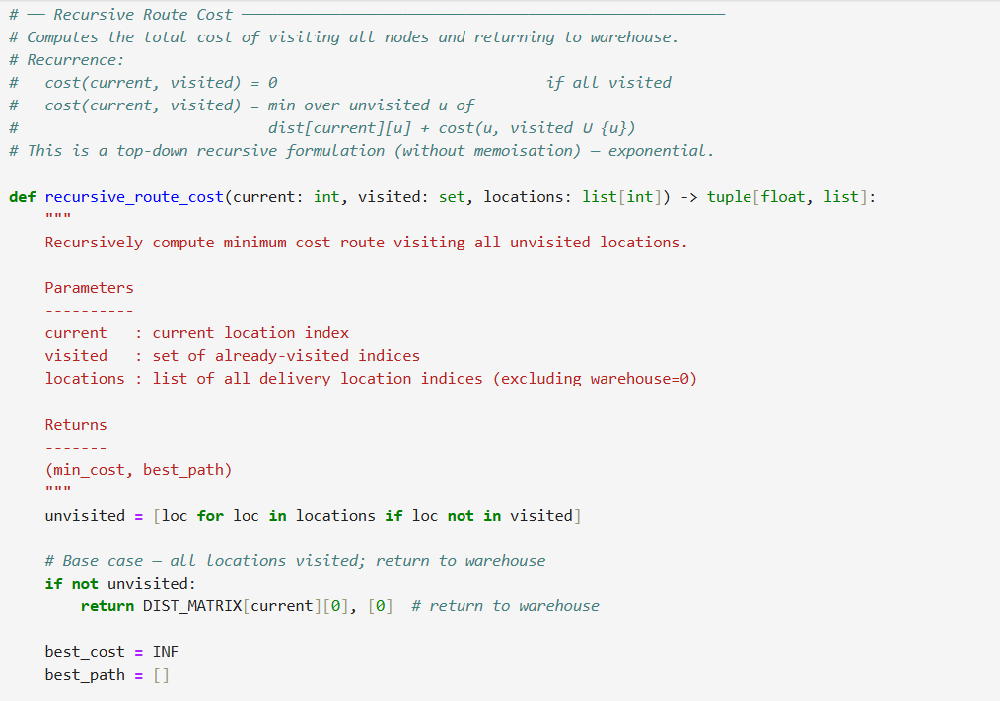 # — Recursive Route Cost ——————————————————————————————————————
# Computes the total cost of visiting all nodes and returning to warehouse.
# Recurrence:
#   cost(current, visited) = 0                              if all visited
#   cost(current, visited) = min over unvisited u of
#                            dist[current][u] + cost(u, visited ∪ {u})
# This is a top-down recursive formulation (without memoisation) — exponential.

def recursive_route_cost(current: int, visited: set, locations: list[int]) -> tuple[float, list]:
    """
    Recursively compute minimum cost route visiting all unvisited locations.

    Parameters
    ----------
    current   : current location index
    visited   : set of already-visited indices
    locations : list of all delivery location indices (excluding warehouse=0)

    Returns
    -------
    (min_cost, best_path)
    """
    unvisited = [loc for loc in locations if loc not in visited]

    # Base case — all locations visited; return to warehouse
    if not unvisited:
        return DIST_MATRIX[current][0], [0]  # return to warehouse

    best_cost = INF
    best_path = []